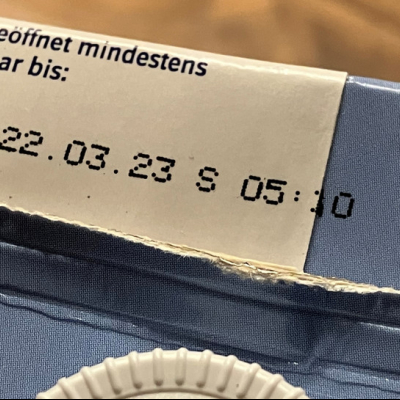 eöffnet mindestens
ar bis:
22.03.23 S 05:10